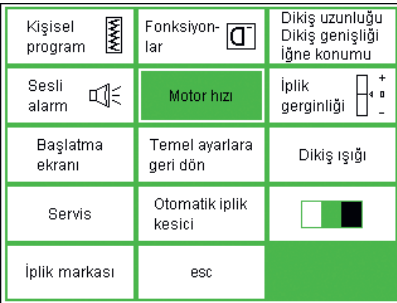 Kişisel
program
Fonksiyon-
lar
Dikiş uzunluğu
Dikiş genişliği
İğne konumu
Sesli
alarm
Motor hızı
İplik
gerginliği
+
0
-
Başlatma
ekranı
Temel ayarlara
geri dön
Dikiş ışığı
Servis
Otomatik iplik
kesici
İplik markası
esc